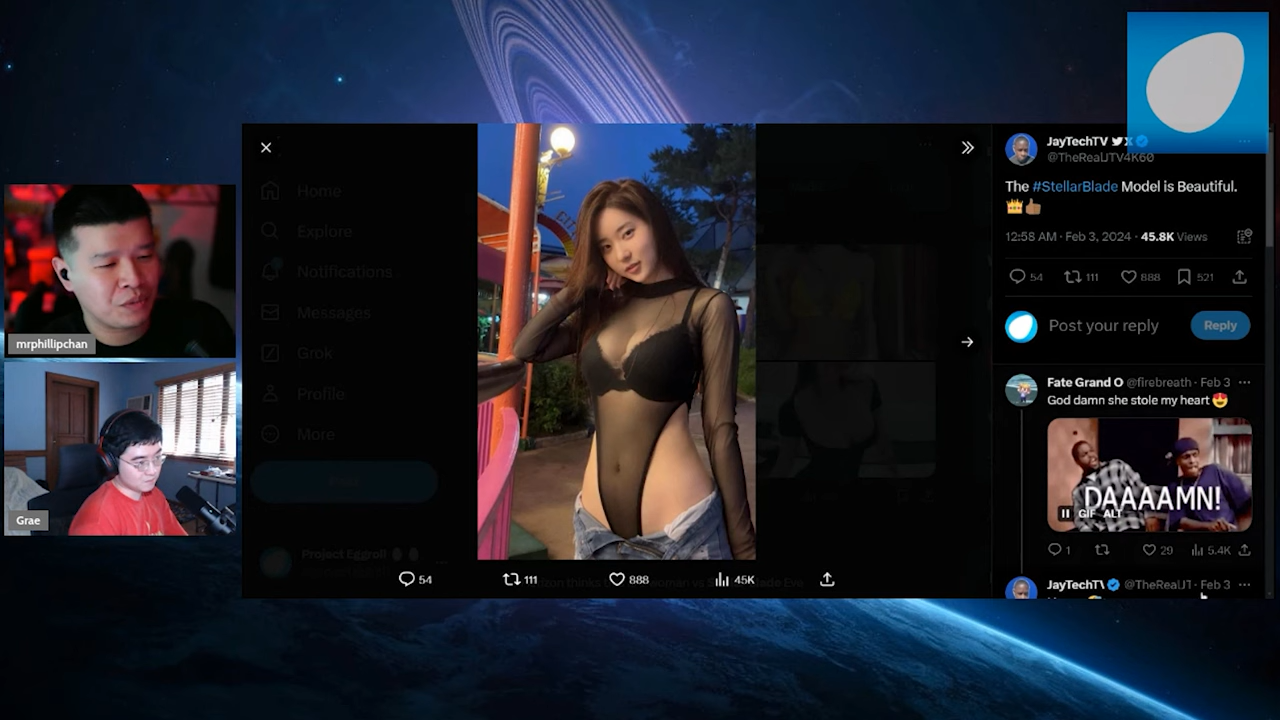 mrphillipchan
Grae
Home
Explore
Notifications
Messages
Grok
Profile
More
Project Eggroll
54
111
888
45K
JayTechTV
@TheRealJTV4K60
The #StellarBlade Model is Beautiful.
12:58 AM · Feb 3, 2024 · 45.8K Views
54
111
888
521
Post your reply
Reply
Fate Grand O @firebreath · Feb 3
God damn she stole my heart
DAAAAMN!
GIF ALT
1
29
5.4K
JayTechTV @TheRealJT · Feb 3